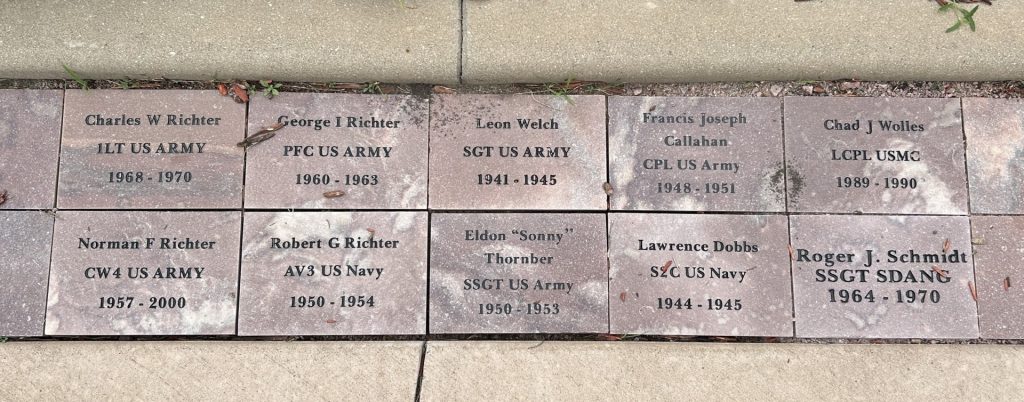 Charles W Richter
1LT US ARMY
1968 - 1970
George I Richter
PFC US ARMY
1960 - 1963
Leon Welch
SGT US ARMY
1941 - 1945
Francis Joseph
Callahan
CPL US Army
1948 - 1951
Chad J Wolles
LCPL USMC
1989 - 1990
Norman F Richter
CW4 US ARMY
1957 - 2000
Robert G Richter
AV3 US Navy
1950 - 1954
Eldon "Sonny"
Thornber
SSGT US Army
1950 - 1953
Lawrence Dobbs
S2C US Navy
1944 - 1945
Roger J. Schmidt
SSGT SDANG
1964 - 1970